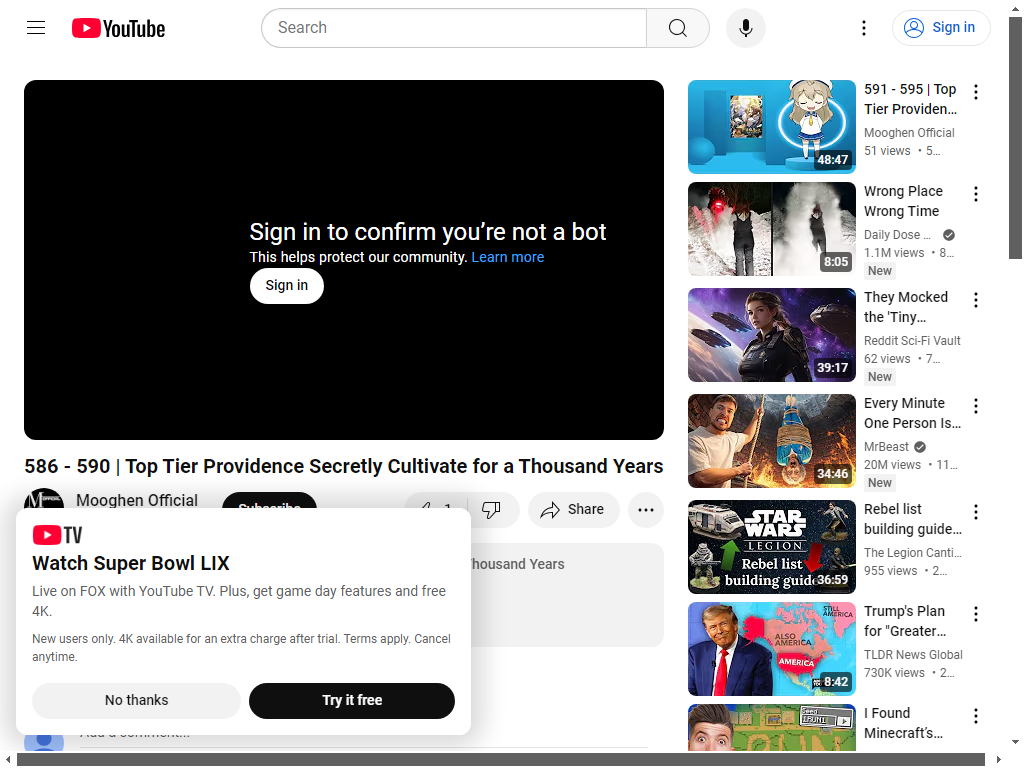 YouTube
Search
Sign in
Sign in to confirm you’re not a bot
This helps protect our community. Learn more
Sign in
586 - 590 | Top Tier Providence Secretly Cultivate for a Thousand Years
Mooghen Official
Subscribe
1
Share
housand Years
TV
Watch Super Bowl LIX
Live on FOX with YouTube TV. Plus, get game day features and free
4K.
New users only. 4K available for an extra charge after trial. Terms apply. Cancel
anytime.
No thanks
Try it free
Add a comment...
48:47
591 - 595 | Top
Tier Providen…
Mooghen Official
51 views • 5…
8:05
Wrong Place
Wrong Time
Daily Dose …
1.1M views • 8…
New
39:17
They Mocked
the 'Tiny…
Reddit Sci-Fi Vault
62 views • 7…
New
34:46
Every Minute
One Person Is…
MrBeast
20M views • 11…
New
STAR
WARS
LEGION
Rebel list
building guide
36:59
Rebel list
building guide…
The Legion Canti…
955 views • 2…
STILL
AMERICA
ALSO
AMERICA
AMERICA
8:42
Trump's Plan
for "Greater…
TLDR News Global
730K views • 2…
Seed
I Found
Minecraft’s…